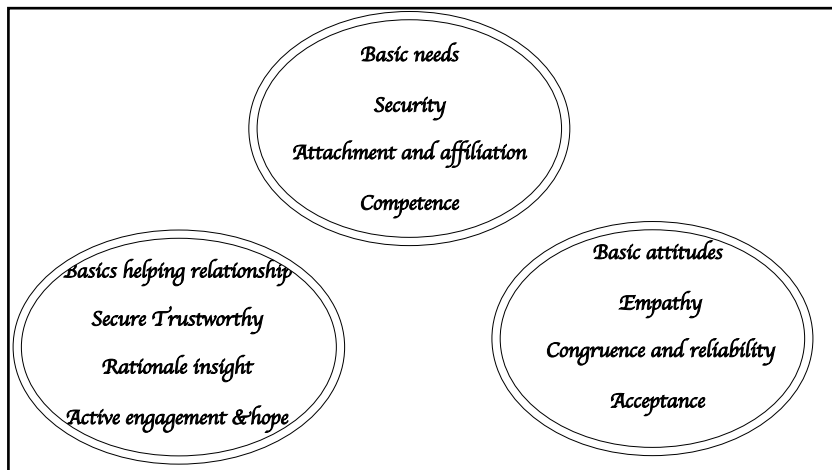 Basic needs
Security
Attachment and affiliation
Competence
Basics helping relationship
Secure Trustworthy
Rationale insight
Active engagement &hope
Basic attitudes
Empathy
Congruence and reliability
Acceptance